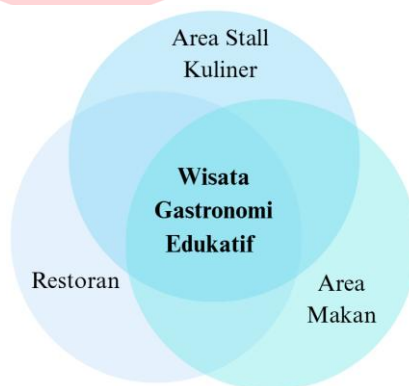 Area Stall
Kuliner
Wisata
Gastronomi
Edukatif
Restoran
Area
Makan